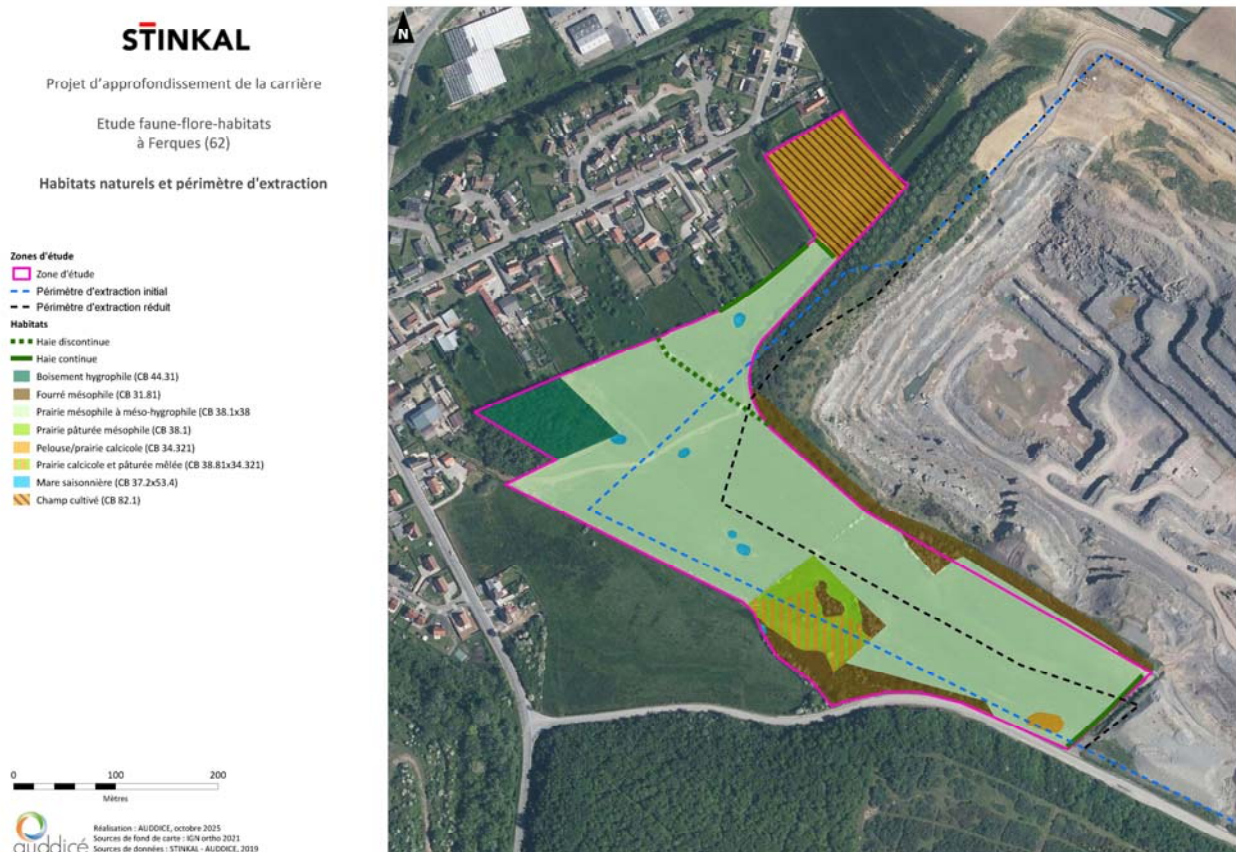 STINKAL
Projet d'approfondissement de la carrière
Etude faune-flore-habitats
à Ferques (62)
Habitats naturels et périmètre d'extraction
Zones d'étude
Zone d'étude
Périmètre d'extraction initial
Périmètre d'extraction réduit
Habitats
Haie discontinue
Haie continue
Boisement hygrophile (CB 44.31)
Fourré mésophile (CB 31.81)
Prairie mésophile à méso-hygrophile (CB 38.1x38
Prairie pâturée mésophile (CB 38.1)
Pelouse/prairie calcicole (CB 34.321)
Prairie calcicole et pâturée mêlée (CB 38.81x34.321)
Mare saisonnière (CB 37.2x53.4)
Champ cultivé (CB 82.1)
0 100 200
Mètres
auddicé
Réalisation : AUDDICE, octobre 2025
Sources de fond de carte : IGN ortho 2021
Sources de données : STINKAL - AUDDICE, 2019
N